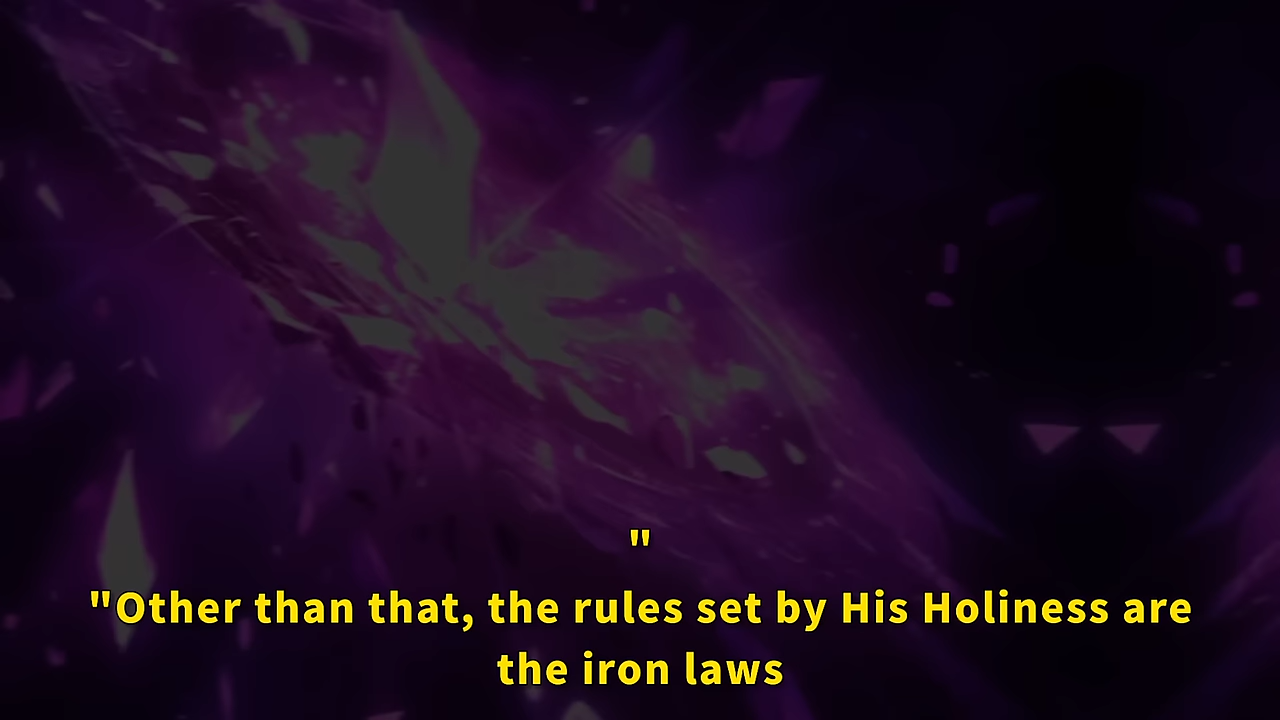 "
"Other than that, the rules set by His Holiness are
the iron laws